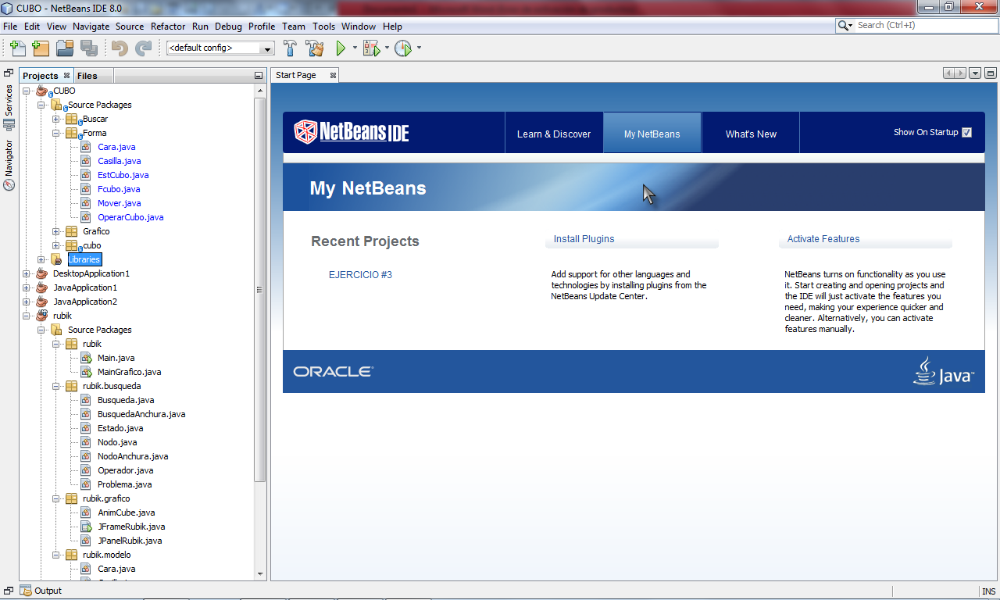 CUBO - NetBeans IDE 8.0
File Edit View Navigate Source Refactor Run Debug Profile Team Tools Window Help
Search (Ctrl+I)
<default config>
Projects Files
Start Page
Services
Navigator
CUBO
Source Packages
Buscar
Forma
Cara.java
Casilla.java
EstCubo.java
Fcubo.java
Mover.java
OperarCubo.java
Grafico
cubo
Libraries
DesktopApplication1
JavaApplication1
JavaApplication2
rubik
Source Packages
rubik
Main.java
MainGrafico.java
rubik.busqueda
Busqueda.java
BusquedaAnchura.java
Estado.java
Nodo.java
NodoAnchura.java
Operador.java
Problema.java
rubik.grafico
AnimCube.java
JFrameRubik.java
JPanelRubik.java
rubik.modelo
Cara.java
NetBeans IDE
Learn & Discover
My NetBeans
What's New
Show On Startup
My NetBeans
Recent Projects
EJERCICIO #3
Install Plugins
Add support for other languages and
technologies by installing plugins from the
NetBeans Update Center.
Activate Features
NetBeans turns on functionality as you use
it. Start creating and opening projects and
the IDE will just activate the features you
need, making your experience quicker and
cleaner. Alternatively, you can activate
features manually.
ORACLE
Java
Output
INS